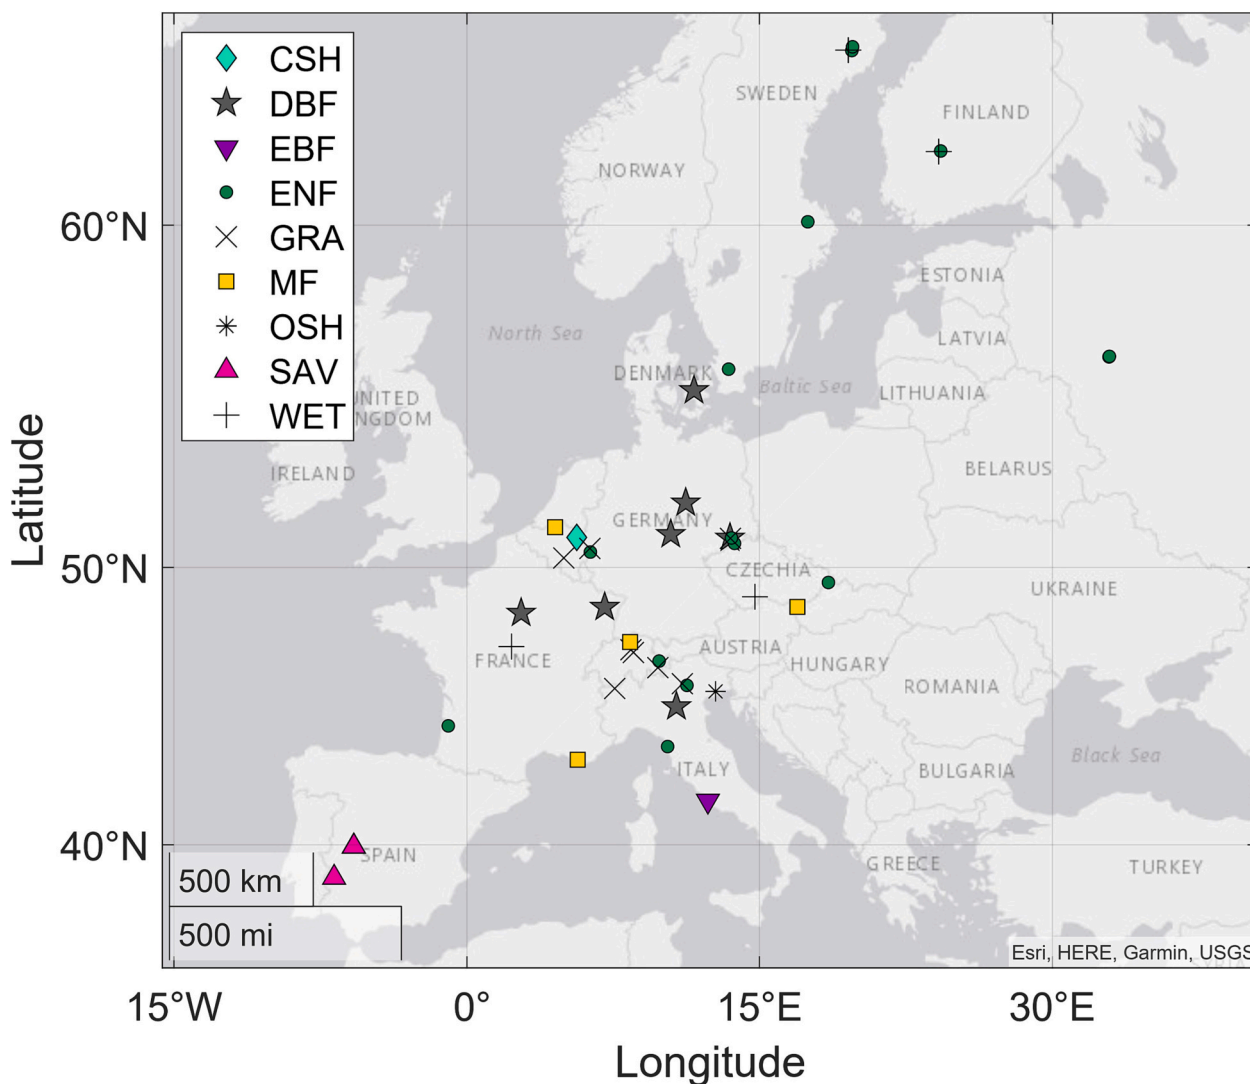 CSH
DBF
EBF
ENF
GRA
MF
OSH
SAV
WET
SWEDEN
FINLAND
NORWAY
ESTONIA
North Sea
LATVIA
DENMARK
Baltic Sea
LITHUANIA
UNITED
NGDOM
BELARUS
IRELAND
GERMANY
CZECHIA
UKRAINE
AUSTRIA
FRANCE
HUNGARY
ROMANIA
Black Sea
ITALY
BULGARIA
SPAIN
GREECE
TURKEY
500 km
500 mi
Esri, HERE, Garmin, USGS
60°N
50°N
40°N
Latitude
15°W 0° 15°E 30°E
Longitude